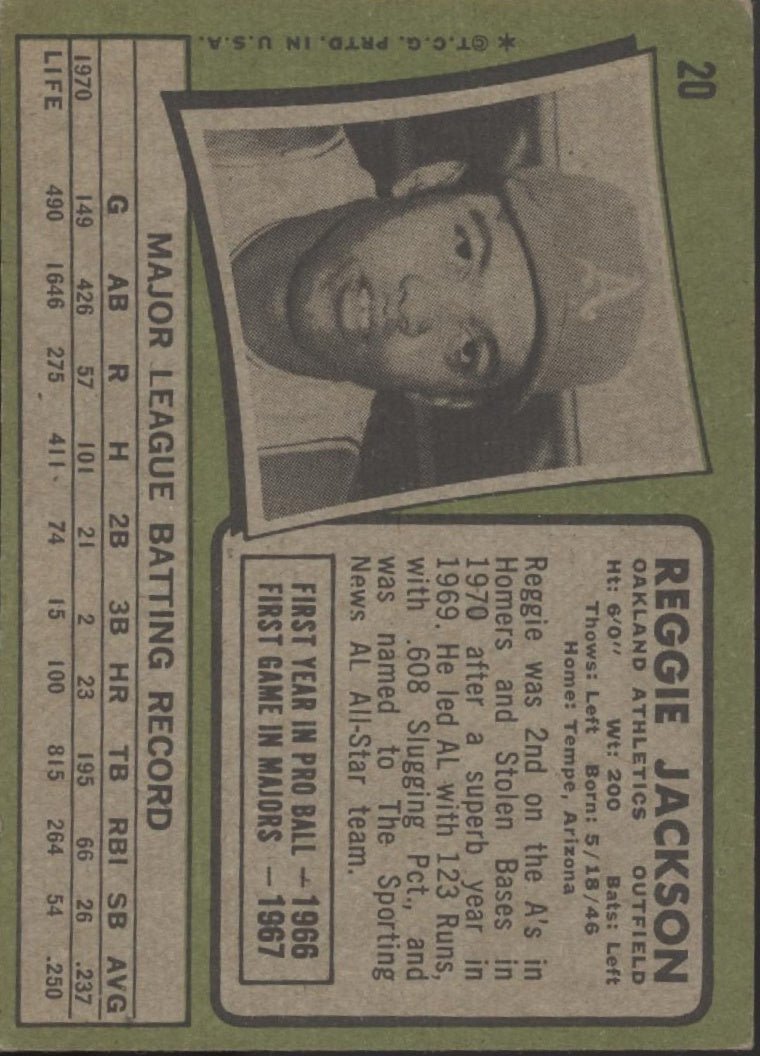 20
REGGIE JACKSON
OAKLAND ATHLETICS OUTFIELD
Ht: 6'0" Wt: 200 Bats: Left
Thows: Left Born: 5/18/46
Home: Tempe, Arizona
Reggie was 2nd on the A's in
Homers and Stolen Bases in
1970 after a superb year in
1969. He led AL with 123 Runs,
with .608 Slugging Pct., and
was named to The Sporting
News AL All-Star team.
FIRST YEAR IN PRO BALL — 1966
FIRST GAME IN MAJORS — 1967
A
*©T.C.G. PRTD. IN U.S.A.
MAJOR LEAGUE BATTING RECORD
G AB R H 2B 3B HR TB RBI SB AVG
1970 149 426 57 101 21 2 23 195 66 26 .237
LIFE 490 1646 275 411 74 15 100 815 264 54 .250